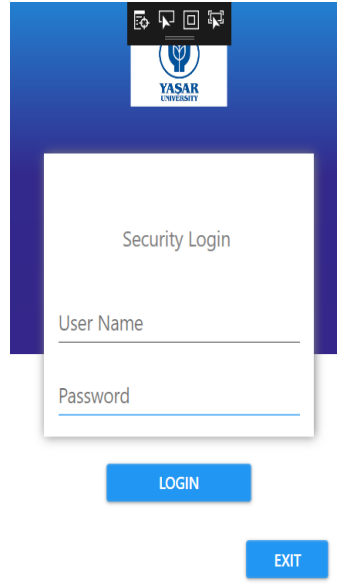 YAŞAR
UNIVERSITY
Security Login
User Name
Password
LOGIN
EXIT